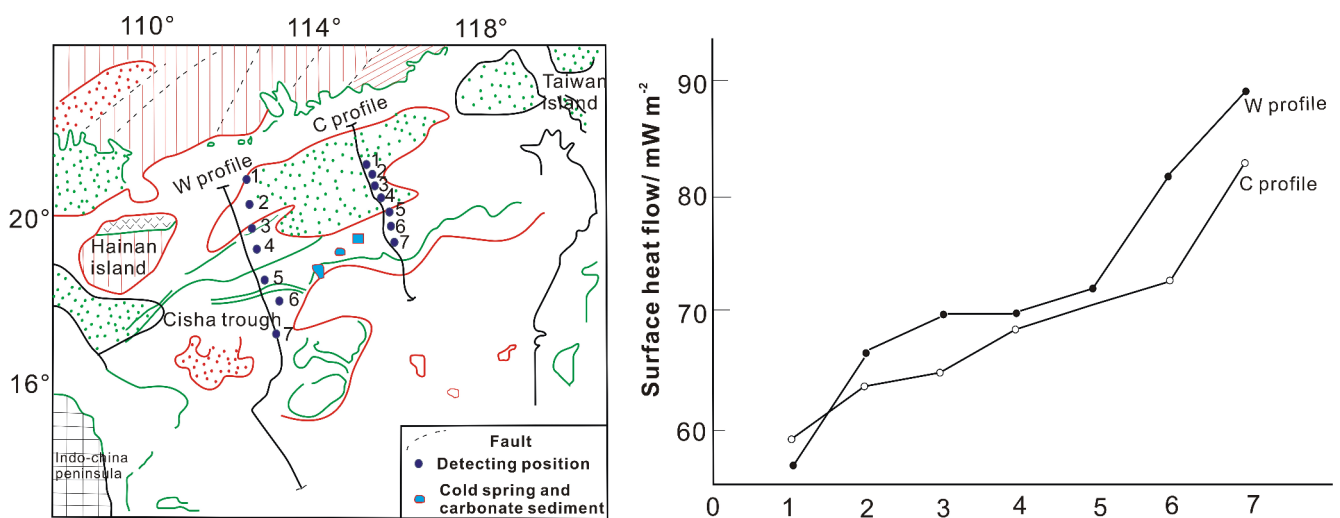 110°
114°
118°
20°
16°
Taiwan
Island
C profile
W profile
1
2
3
4
5
6
7
1
2
3
4
5
6
7
Hainan
island
Cisha trough
Indo-china
peninsula
Fault
Detecting position
Cold spring and
carbonate sediment
Surface heat flow/ mW m-2
90
80
70
60
W profile
C profile
0
1
2
3
4
5
6
7